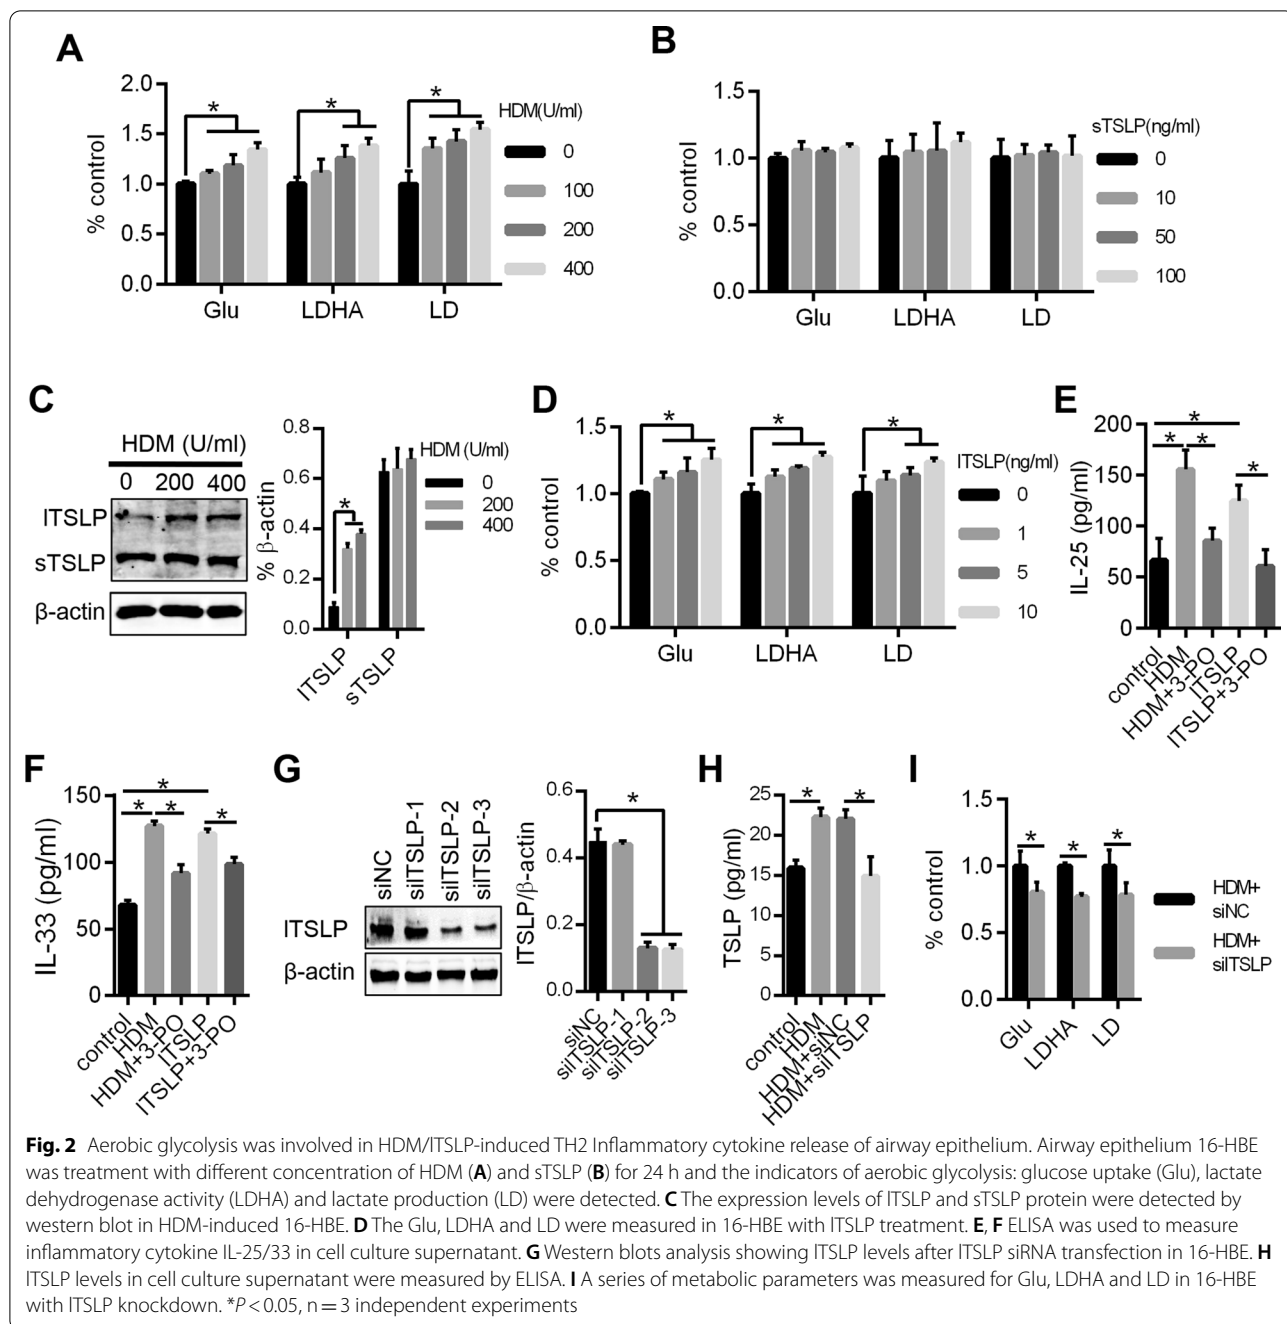 A
% control
2.0
1.5
1.0
0.5
0.0
* * *
Glu LDHA LD
HDM(U/ml)
0
100
200
400
B
% control
1.5
1.0
0.5
0.0
Glu LDHA LD
sTSLP(ng/ml)
0
10
50
100
C
HDM (U/ml)
0 200 400
lTSLP
sTSLP
β-actin
% β-actin
0.8
0.6
0.4
0.2
0.0
*
lTSLP
sTSLP
HDM (U/ml)
0
200
400
D
% control
1.5
1.0
0.5
0.0
* * *
Glu LDHA LD
lTSLP(ng/ml)
0
1
5
10
E
IL-25 (pg/ml)
200
150
100
50
0
*
* * *
control
HDM
HDM+3-PO
lTSLP
lTSLP+3-PO
F
IL-33 (pg/ml)
150
100
50
0
*
* * *
control
HDM
HDM+3-PO
lTSLP
lTSLP+3-PO
G
siNC
silTSLP-1
silTSLP-2
silTSLP-3
lTSLP
β-actin
lTSLP/β-actin
0.6
0.4
0.2
0.0
*
siNC
silTSLP-1
silTSLP-2
silTSLP-3
H
TSLP (pg/ml)
25
20
15
10
5
0
* *
control
HDM
HDM+siNC
HDM+silTSLP
I
% control
1.5
1.0
0.5
0.0
* * *
Glu
LDHA
LD
HDM+
siNC
HDM+
silTSLP
Fig. 2 Aerobic glycolysis was involved in HDM/lTSLP-induced TH2 Inflammatory cytokine release of airway epithelium. Airway epithelium 16-HBE
was treatment with different concentration of HDM (A) and sTSLP (B) for 24 h and the indicators of aerobic glycolysis: glucose uptake (Glu), lactate
dehydrogenase activity (LDHA) and lactate production (LD) were detected. C The expression levels of lTSLP and sTSLP protein were detected by
western blot in HDM-induced 16-HBE. D The Glu, LDHA and LD were measured in 16-HBE with lTSLP treatment. E, F ELISA was used to measure
inflammatory cytokine IL-25/33 in cell culture supernatant. G Western blots analysis showing lTSLP levels after lTSLP siRNA transfection in 16-HBE. H
lTSLP levels in cell culture supernatant were measured by ELISA. I A series of metabolic parameters was measured for Glu, LDHA and LD in 16-HBE
with lTSLP knockdown. *P < 0.05, n = 3 independent experiments